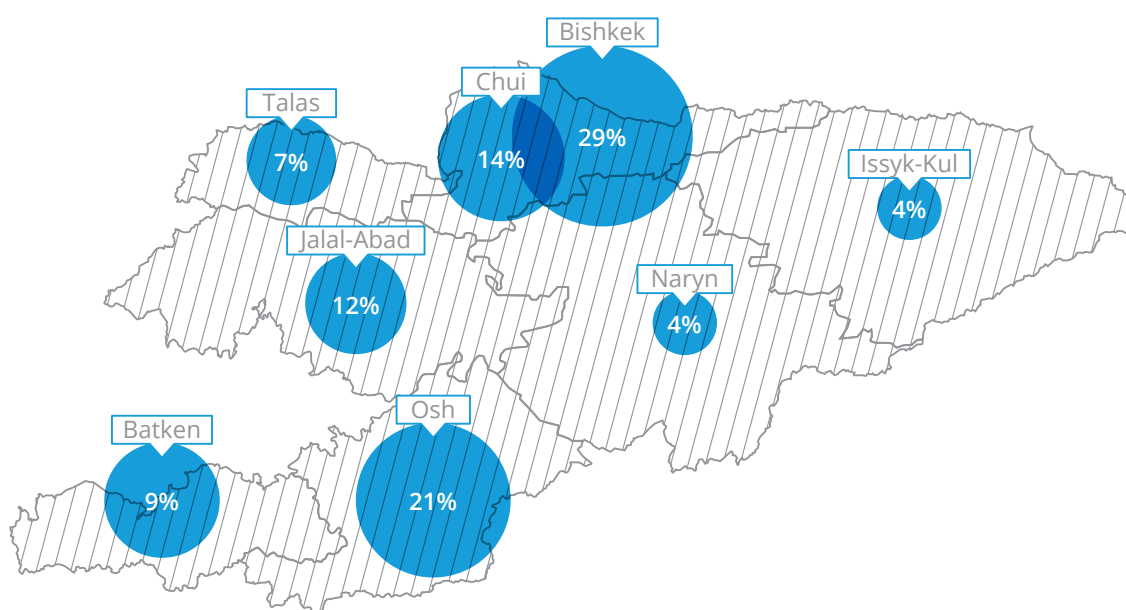 Bishkek
29%
Chui
14%
Talas
7%
Issyk-Kul
4%
Jalal-Abad
12%
Naryn
4%
Osh
21%
Batken
9%